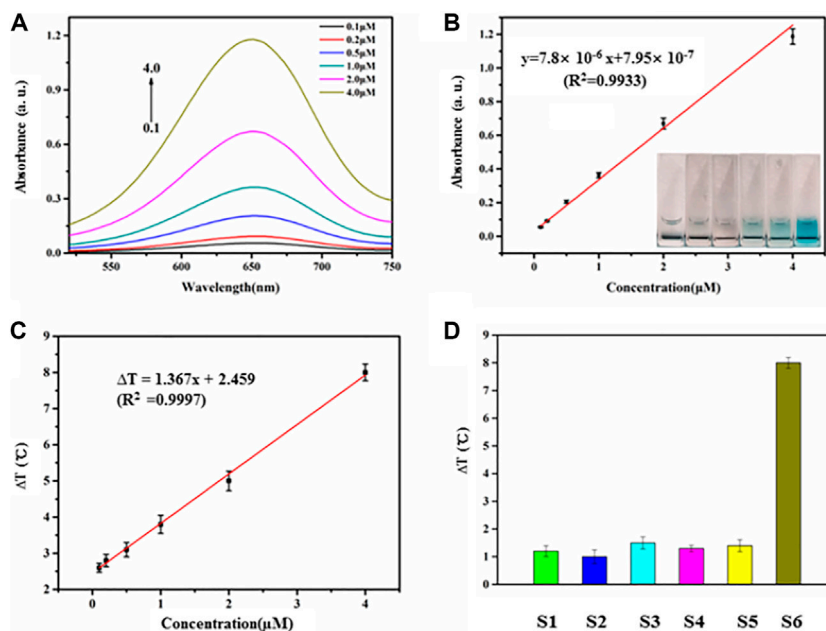 A
1.2
0.9
0.6
0.3
0.0
Absorbance (a. u.)
4.0
0.1
0.1μM
0.2μM
0.5μM
1.0μM
2.0μM
4.0μM
550 600 650 700 750
Wavelength(nm)
B
1.2
1.0
0.8
0.6
0.4
0.2
0.0
Absorbance (a. u.)
y=7.8× 10⁻⁶ x+7.95× 10⁻⁷
(R²=0.9933)
0 1 2 3 4
Concentration(μM)
C
9
8
7
6
5
4
3
2
ΔT (℃)
ΔT = 1.367x + 2.459
(R² =0.9997)
0 1 2 3 4
Concentration(μM)
D
9
8
7
6
5
4
3
2
1
0
ΔT (℃)
S1 S2 S3 S4 S5 S6